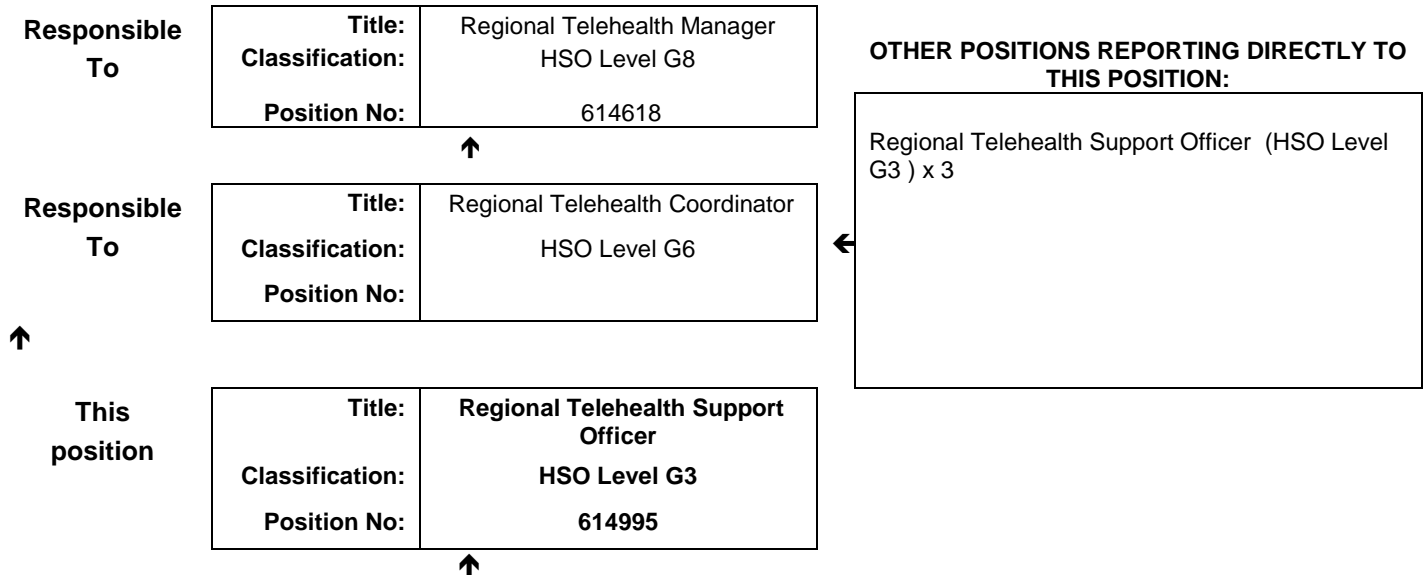 Responsible
To
Title: Regional Telehealth Manager
Classification: HSO Level G8
Position No: 614618
OTHER POSITIONS REPORTING DIRECTLY TO
THIS POSITION:
Regional Telehealth Support Officer (HSO Level
G3 ) x 3
Responsible
To
Title: Regional Telehealth Coordinator
Classification: HSO Level G6
Position No:
This
position
Title: Regional Telehealth Support
Officer
Classification: HSO Level G3
Position No: 614995